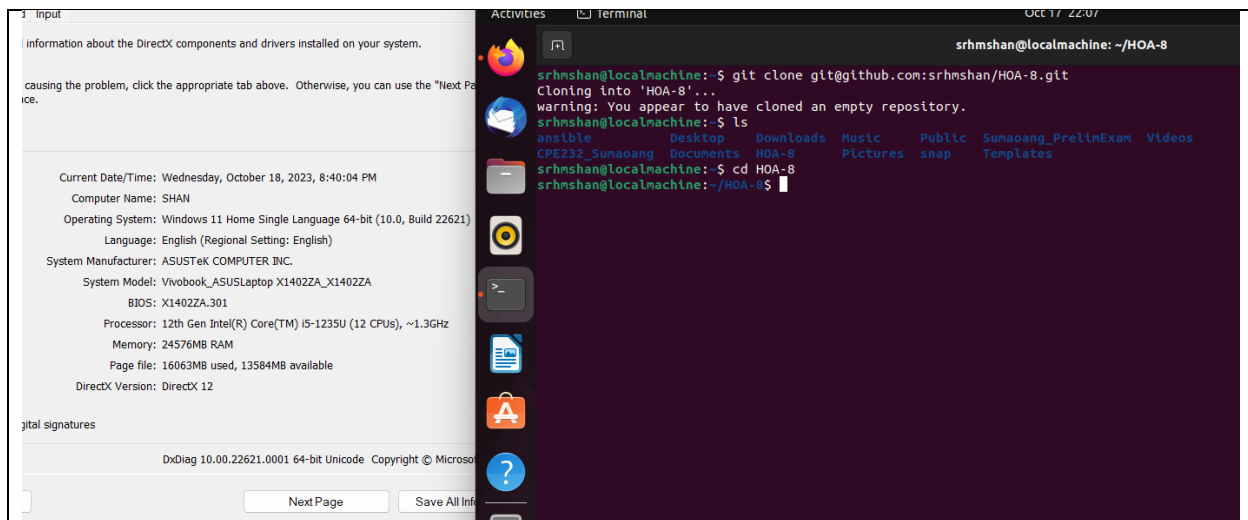 Input
information about the DirectX components and drivers installed on your system.
causing the problem, click the appropriate tab above. Otherwise, you can use the "Next Pa
nce.
Current Date/Time: Wednesday, October 18, 2023, 8:40:04 PM
Computer Name: SHAN
Operating System: Windows 11 Home Single Language 64-bit (10.0, Build 22621)
Language: English (Regional Setting: English)
System Manufacturer: ASUSTeK COMPUTER INC.
System Model: Vivobook_ASUSLaptop X1402ZA_X1402ZA
BIOS: X1402ZA.301
Processor: 12th Gen Intel(R) Core(TM) i5-1235U (12 CPUs), ~1.3GHz
Memory: 24576MB RAM
Page file: 16063MB used, 13584MB available
DirectX Version: DirectX 12
gital signatures
DxDiag 10.00.22621.0001 64-bit Unicode Copyright © Microsof
Next Page
Save All Inf
Activities
Terminal
Oct 17 22:07
srhmshan@localmachine: ~/HOA-8
srhmshan@localmachine:~$ git clone git@github.com:srhmshan/HOA-8.git
Cloning into 'HOA-8'...
warning: You appear to have cloned an empty repository.
srhmshan@localmachine:~$ ls
ansible Desktop Downloads Music Public Sumaoang_PrelimExam Videos
CPE232_Sumaoang Documents HOA-8 Pictures snap Templates
srhmshan@localmachine:~$ cd HOA-8
srhmshan@localmachine:~/HOA-8$